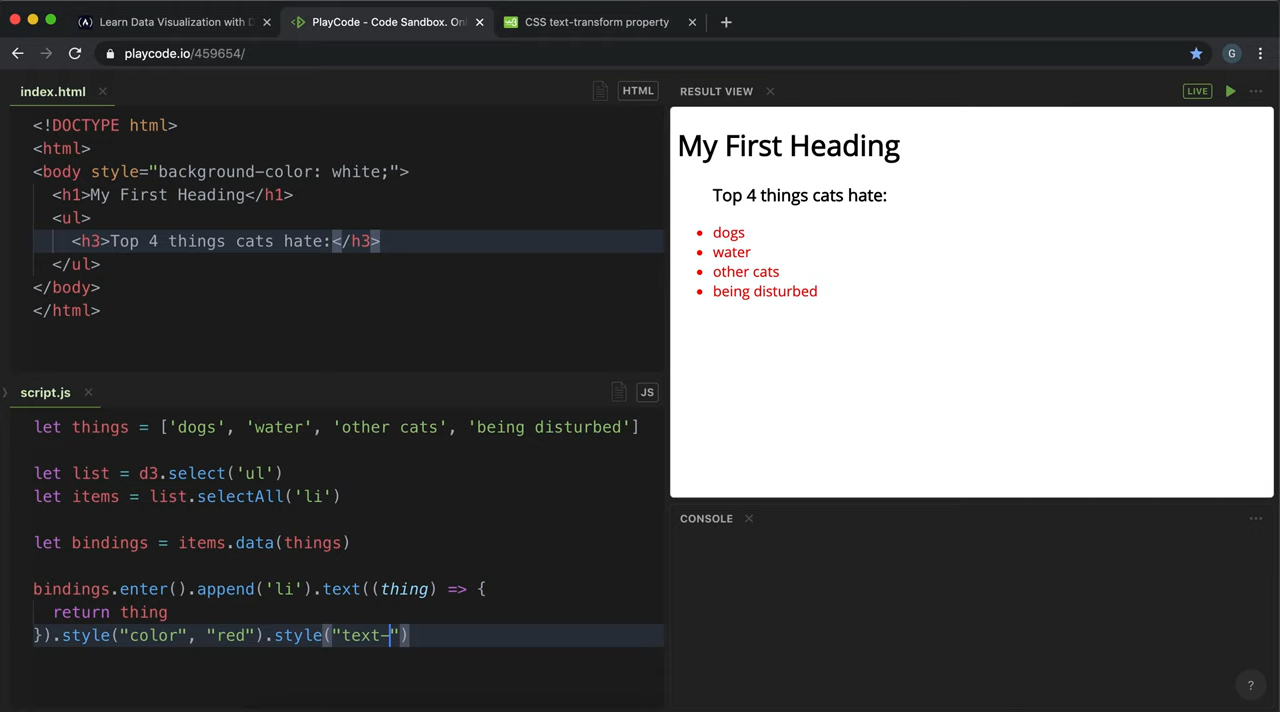 Learn Data Visualization with D
PlayCode - Code Sandbox. Onl
CSS text-transform property
playcode.io/459654/
G
index.html
HTML
<!DOCTYPE html>
<html>
<body style="background-color: white;">
<h1>My First Heading</h1>
<ul>
<h3>Top 4 things cats hate:</h3>
</ul>
</body>
</html>
script.js
JS
let things = ['dogs', 'water', 'other cats', 'being disturbed']
let list = d3.select('ul')
let items = list.selectAll('li')
let bindings = items.data(things)
bindings.enter().append('li').text((thing) => {
return thing
}).style("color", "red").style("text-")
RESULT VIEW
LIVE
My First Heading
Top 4 things cats hate:
• dogs
• water
• other cats
• being disturbed
CONSOLE
?